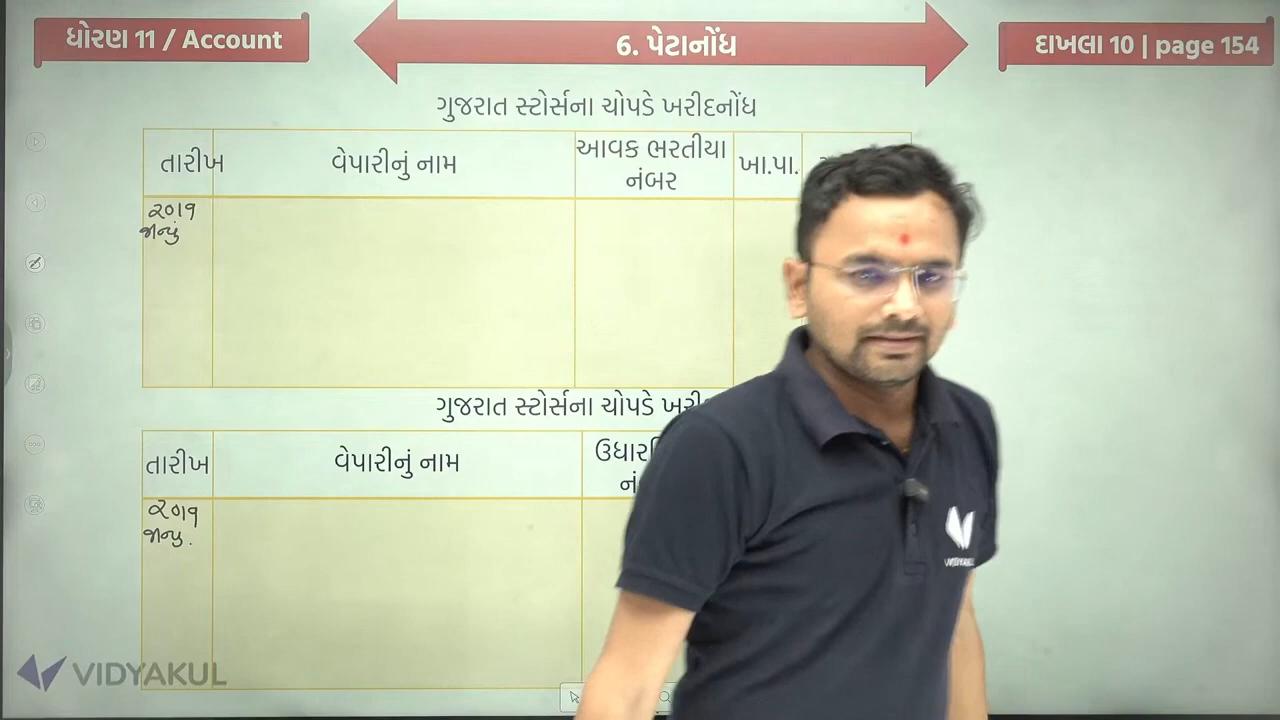 ધોરણ 11 / Account
6. પેટાનોંધ
દાખલા 10 | page 154
ગુજરાત સ્ટોર્સના ચોપડે ખરીદનોંધ
તારીખ
વેપારીનું નામ
આવક ભરતીયા
નંબર
ખા.પા.
૨૦૧૧
જાન્યું
ગુજરાત સ્ટોર્સના ચોપડે
તારીખ
વેપારીનું નામ
૨૦૧૧
જાન્યુ.
VIDYAKUL
VIDYAKUL